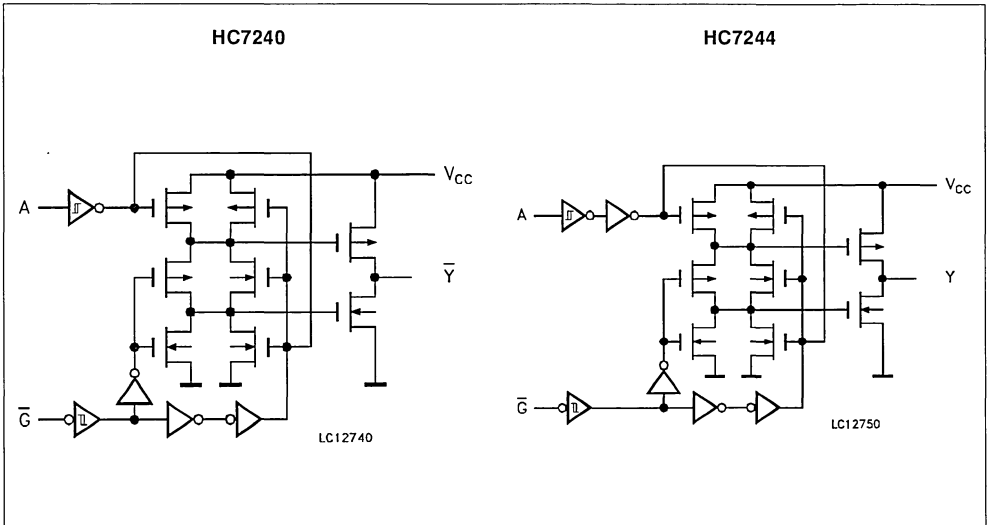 HC7240
HC7244
V_CC
A
Y̅
G̅
LC12740
V_CC
A
Y
G̅
LC12750